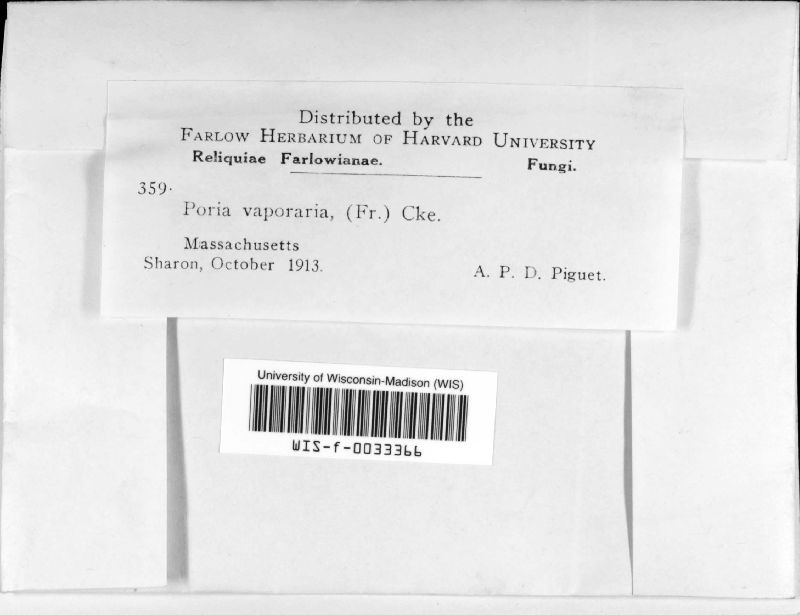 Distributed by the
FARLOW HERBARIUM OF HARVARD UNIVERSITY
Reliquiae Farlowianae. Fungi.
359.
Poria vaporaria, (Fr.) Cke.
Massachusetts
Sharon, October 1913. A. P. D. Piguet.
University of Wisconsin-Madison (WIS)
WIS-f-0033366